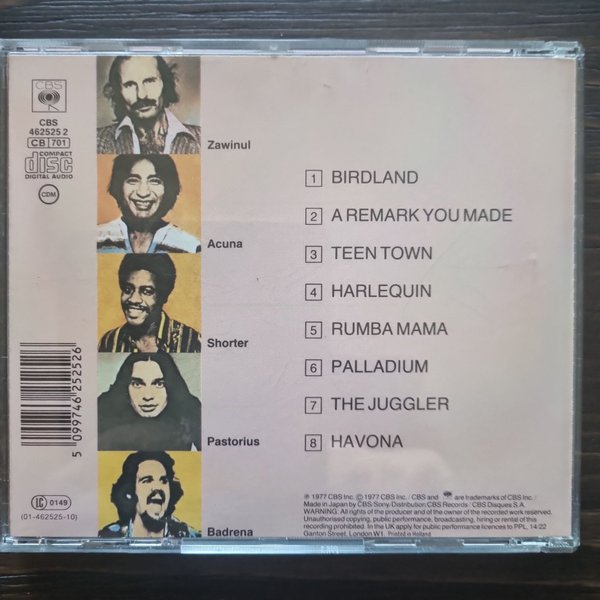 CBS
CBS
462525 2
CB 701
COMPACT
disc
DIGITAL AUDIO
CDM
Zawinul
Acuna
Shorter
Pastorius
Badrena
1 BIRDLAND
2 A REMARK YOU MADE
3 TEEN TOWN
4 HARLEQUIN
5 RUMBA MAMA
6 PALLADIUM
7 THE JUGGLER
8 HAVONA
5 099746 252526
LC 0149
(01-462525-10)
℗ 1977 CBS Inc. © 1977 CBS Inc. / CBS and are trademarks of CBS Inc. /
Made in Japan by CBS Sony. Distribution: CBS Records / CBS Disques S.A.
WARNING: All rights of the producer and of the owner of the recorded work reserved.
Unauthorised copying, public performance, broadcasting, hiring or rental of this
recording prohibited. In the UK apply for public performance licences to PPL, 14-22
Ganton Street, London W1. Printed in Holland